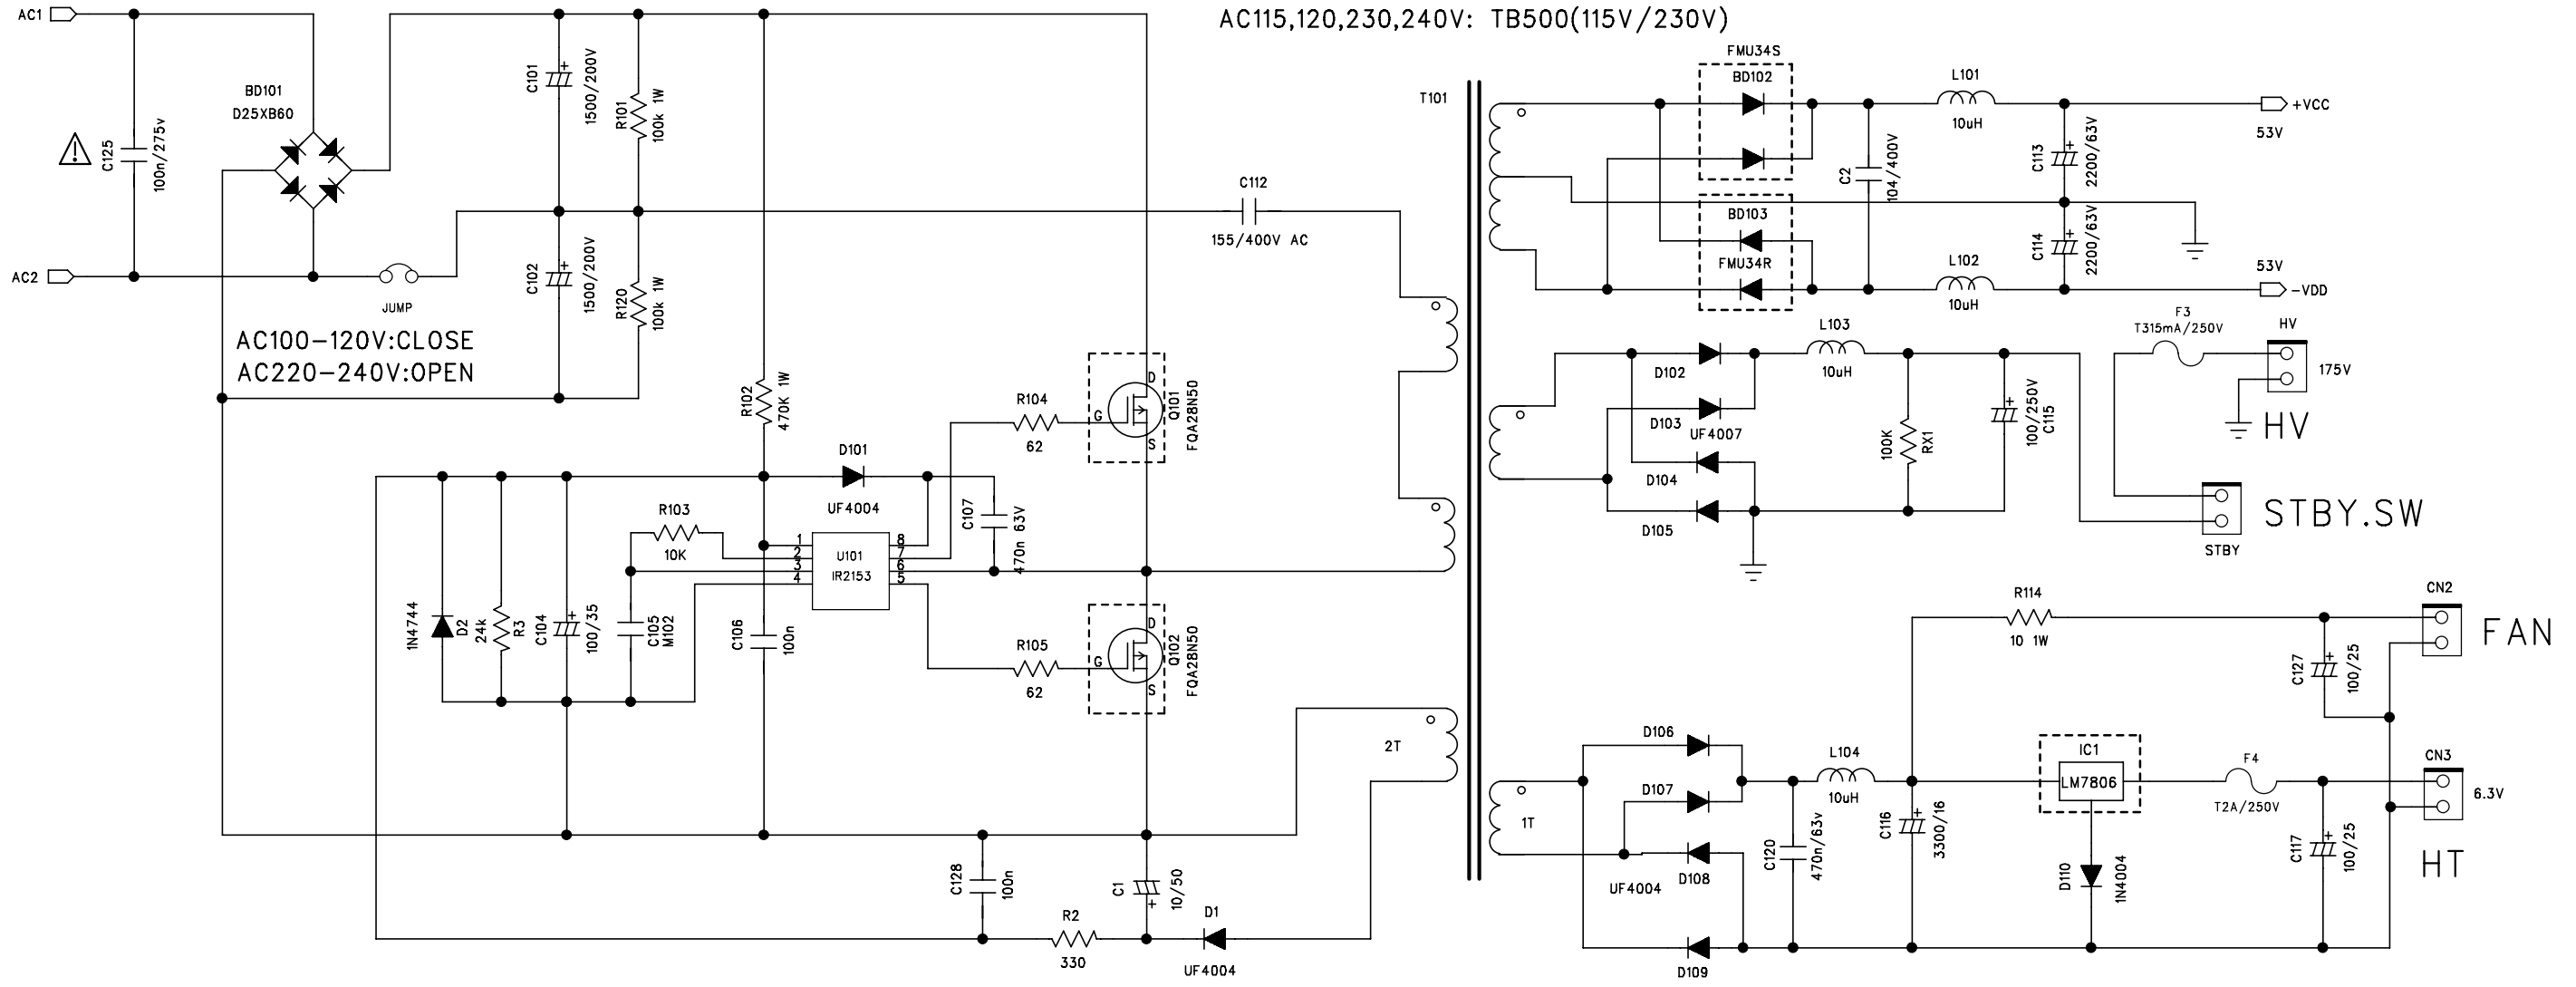 AC1
AC115,120,230,240V: TB500(115V/230V)
BD101
D25XB60
C125
100n/275v
AC2
JUMP
AC100-120V:CLOSE
AC220-240V:OPEN
C101
1500/200V
R101
100k 1W
C102
1500/200V
R120
100k 1W
C112
155/400V AC
T101
FMU34S
BD102
BD103
FMU34R
C2
104/400V
L101
10uH
L102
10uH
C113
2200/63V
C114
2200/63V
+VCC
53V
53V
-VDD
R102
470K 1W
R104
62
D
G
S
Q101
FQA28N50
D101
UF4004
C107
470n 63V
R103
10K
1
2
3
4
U101
IR2153
8
7
6
5
1N4744
D2
24k
R3
C104
100/35
C105
M102
C106
100n
R105
62
D
G
S
Q102
FQA28N50
2T
C128
100n
R2
330
C1
10/50
D1
UF4004
D102
D103
UF4007
D104
D105
L103
10uH
100K
RX1
100/250V
C115
F3
T315mA/250V
HV
175V
HV
STBY.SW
STBY
R114
10 1W
CN2
FAN
C127
100/25
1T
D106
D107
UF4004
D108
D109
C120
470n/63v
L104
10uH
C116
3300/16
IC1
LM7806
D110
1N4004
F4
T2A/250V
C117
100/25
CN3
6.3V
HT